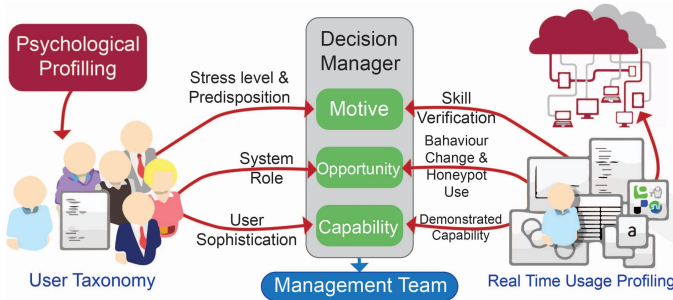 Psychological
Profilling
Decision
Manager
Stress level &
Predisposition
Motive
Skill
Verification
System
Role
Opportunity
Bahaviour
Change &
Honeypot
Use
User
Sophistication
Capability
Demonstrated
Capability
a
User Taxonomy
Management Team
Real Time Usage Profiling